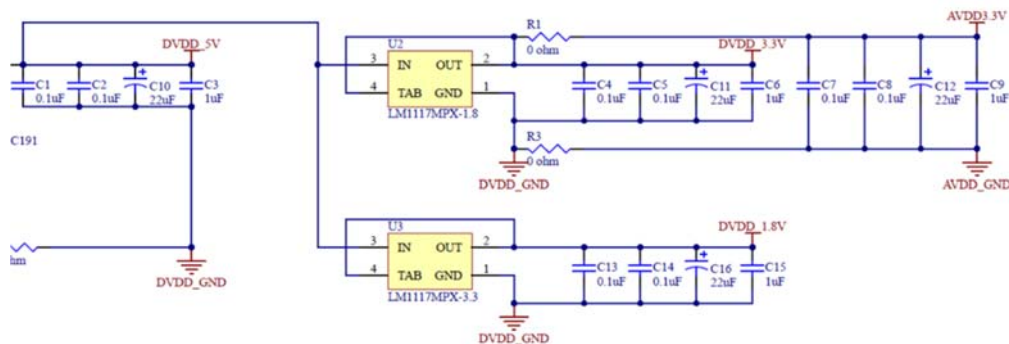 DVDD_5V
C1
0.1uF
C2
0.1uF
C10
22uF
C3
1uF
C191
DVDD_GND
U2
3
IN
OUT
2
4
TAB
GND
1
LM1117MPX-1.8
R1
0 ohm
DVDD_3.3V
C4
0.1uF
C5
0.1uF
C11
22uF
C6
1uF
R3
0 ohm
DVDD_GND
AVDD3.3V
C7
0.1uF
C8
0.1uF
C12
22uF
C9
1uF
AVDD_GND
U3
3
IN
OUT
2
4
TAB
GND
1
LM1117MPX-3.3
DVDD_1.8V
C13
0.1uF
C14
0.1uF
C16
22uF
C15
1uF
DVDD_GND